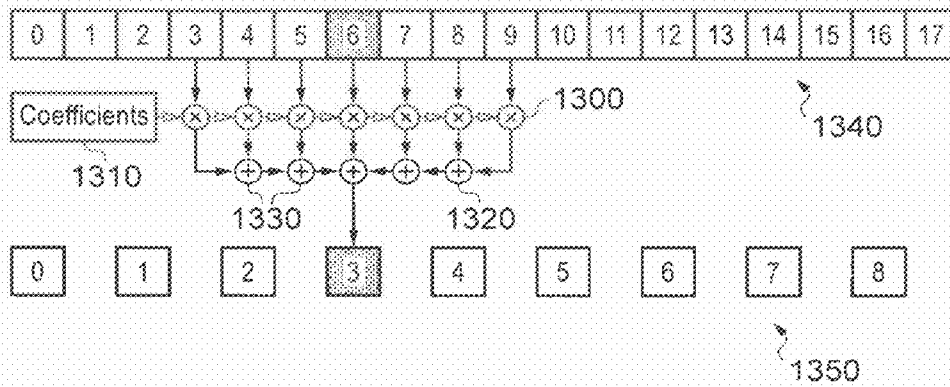 0 1 2 3 4 5 6 7 8 9 10 11 12 13 14 15 16 17
Coefficients × × × × × × × 1300
1340
1310
+ + + + +
1330 1320
0 1 2 3 4 5 6 7 8
1350